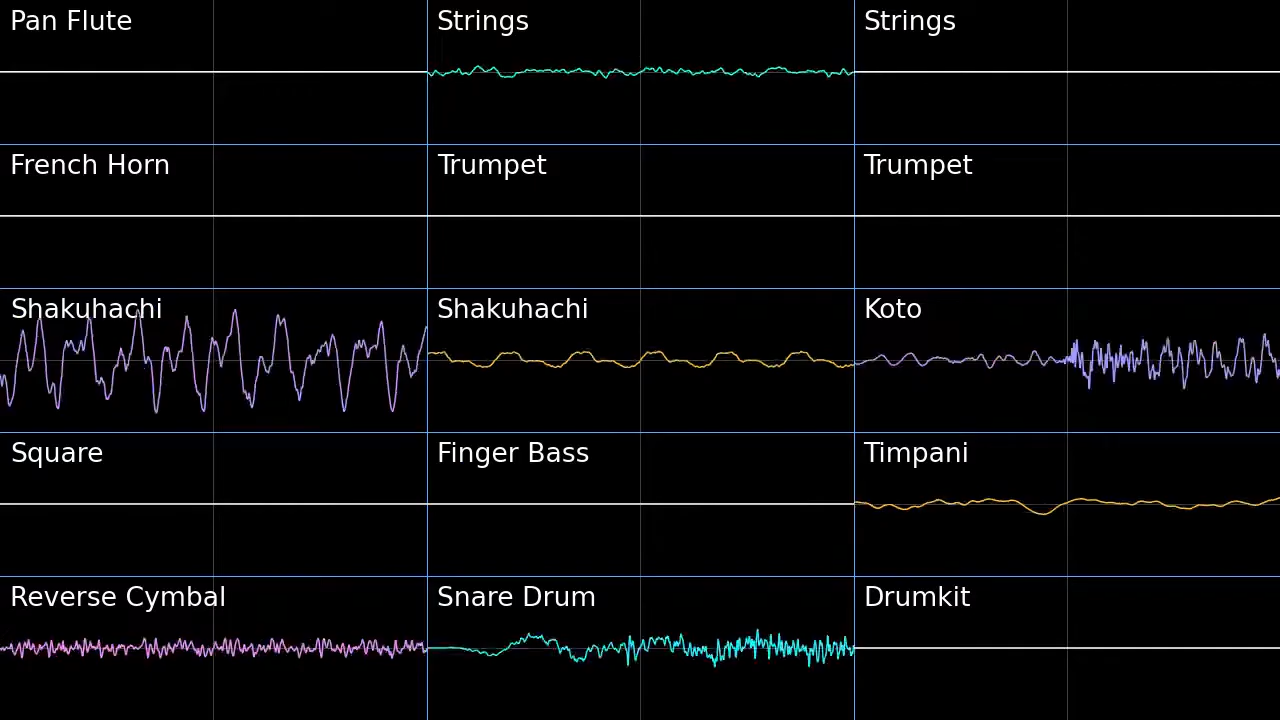 Pan Flute
Strings
Strings
French Horn
Trumpet
Trumpet
Shakuhachi
Shakuhachi
Koto
Square
Finger Bass
Timpani
Reverse Cymbal
Snare Drum
Drumkit